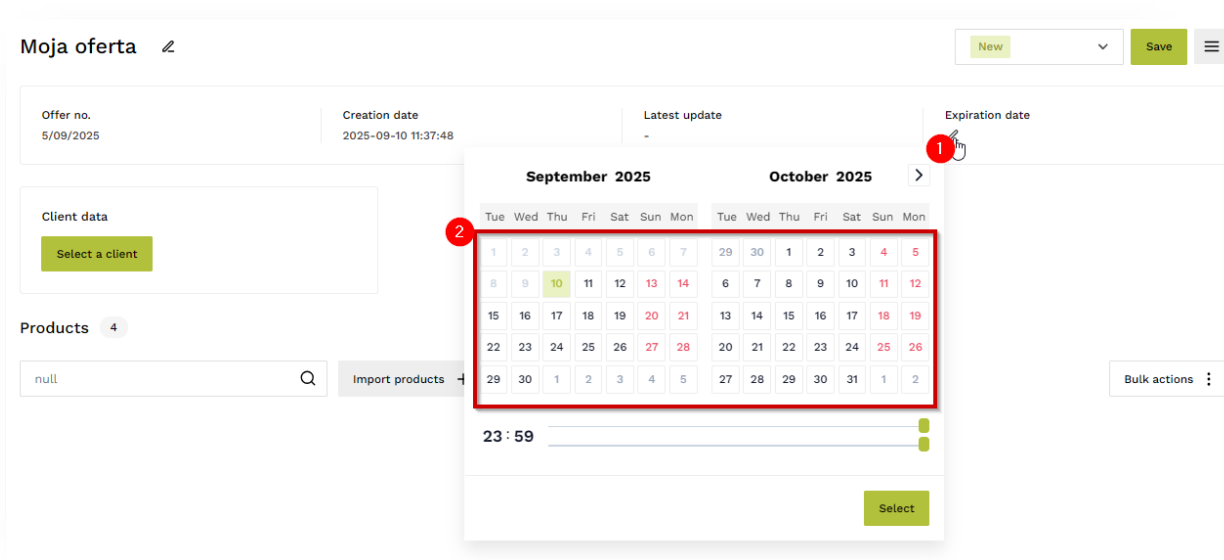 Moja oferta
New
Save
Offer no.
Creation date
Latest update
Expiration date
5/09/2025
2025-09-10 11:37:48
-
1
September 2025
October 2025
Client data
Tue Wed Thu Fri Sat Sun Mon
Tue Wed Thu Fri Sat Sun Mon
2
Select a client
1 2 3 4 5 6 7
29 30 1 2 3 4 5
8 9 10 11 12 13 14
6 7 8 9 10 11 12
15 16 17 18 19 20 21
13 14 15 16 17 18 19
22 23 24 25 26 27 28
20 21 22 23 24 25 26
29 30 1 2 3 4 5
27 28 29 30 31 1 2
Products 4
null
Import products +
Bulk actions
23:59
Select